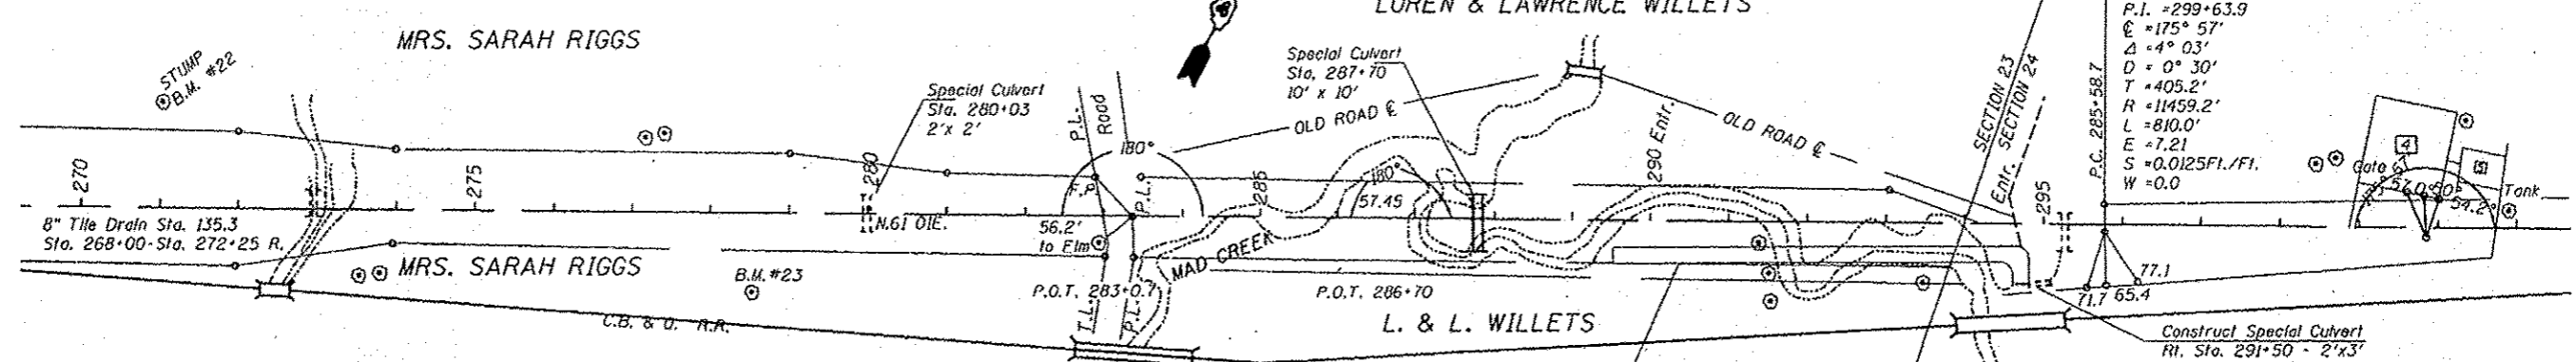 LOREN & LAWRENCE WILLETS
MRS. SARAH RIGGS
STUMP
B.M. #22
Special Culvert
Sta. 280+03
2'x 2'
P.L.
Road
180°
Special Culvert
Sta. 287+70
10' x 10'
OLD ROAD ℄
OLD ROAD ℄
SECTION 23
SECTION 24
P.I. =299+63.9
℄ =175° 57'
Δ =4° 03'
D = 0° 30'
T =405.2'
R =11459.2'
L =810.0'
E =7.21
S =0.0125Ft./Ft.
W =0.0
P.C. 285+58.7
270
275
280
285
290 Entr.
Entr.
295
180°
57.45
4
5
Gate
Tank
54.2
8" Tile Drain Sta. 135.3
Sta. 268+00-Sta. 272+25 R.
N.61 01E.
56.2'
to Elm
P.L.
MAD CREEK
MRS. SARAH RIGGS
B.M. #23
P.O.T. 283+0.7
P.O.T. 286+70
T.L.
P.L.
C.B. & Q. R.R.
L. & L. WILLETS
71.7
65.4
77.1
Construct Special Culvert
Rt. Sta. 291+50 - 2'x3'